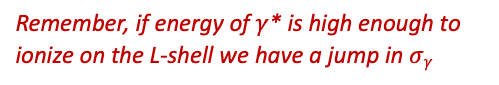 Remember, if energy of γ* is high enough to
ionize on the L-shell we have a jump in σγ